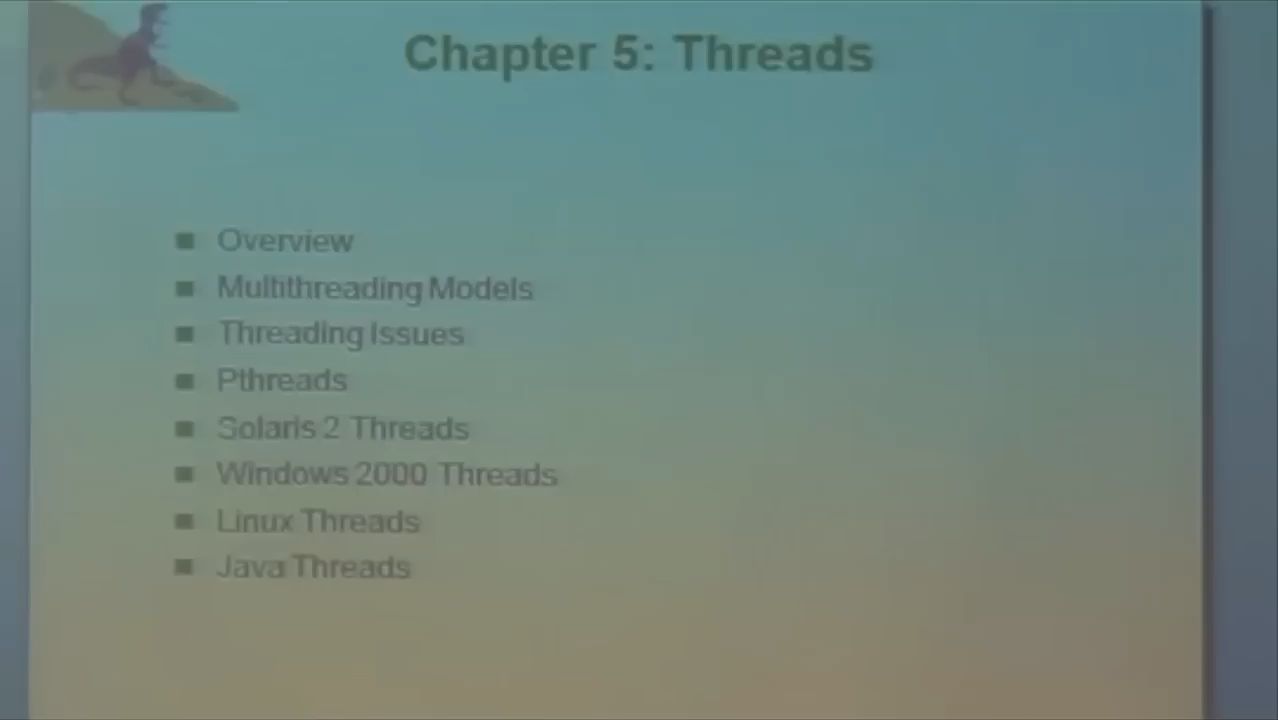 Chapter 5: Threads
Overview
Multithreading Models
Threading Issues
Pthreads
Solaris 2 Threads
Windows 2000 Threads
Linux Threads
Java Threads